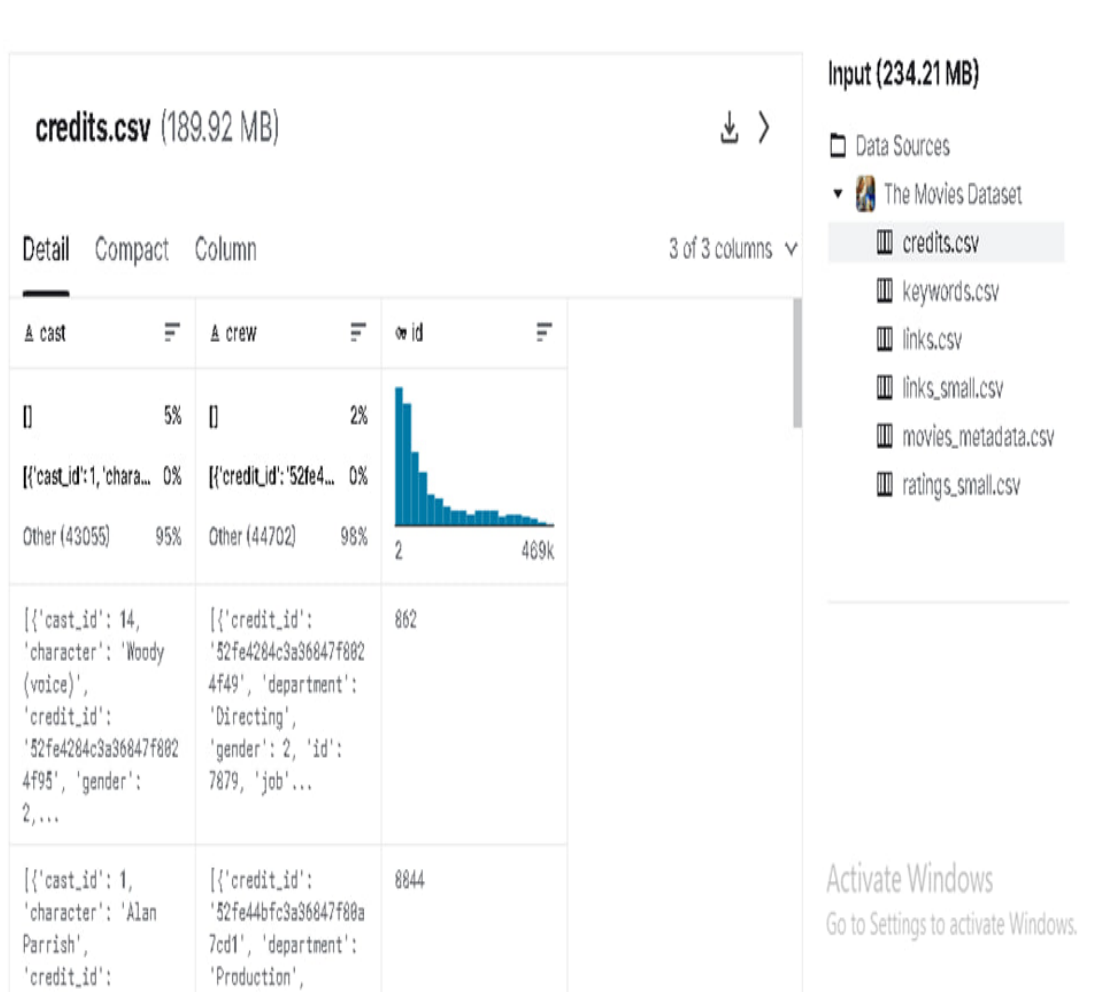 credits.csv (189.92 MB)
Detail Compact Column 3 of 3 columns
A cast A crew id
[] 5% [] 2%
[{'cast_id': 1, 'chara... 0% [{'credit_id': '52fe4... 0%
Other (43055) 95% Other (44702) 98%
2 469k
[{'cast_id': 14,
'character': 'Woody
(voice)',
'credit_id':
'52fe4284c3a36847f802
4f95', 'gender':
2,...
[{'credit_id':
'52fe4284c3a36847f802
4f49', 'department':
'Directing',
'gender': 2, 'id':
7879, 'job'...
862
[{'cast_id': 1,
'character': 'Alan
Parrish',
'credit_id':
[{'credit_id':
'52fe44bfc3a36847f80a
7cd1', 'department':
'Production',
8844
Input (234.21 MB)
Data Sources
The Movies Dataset
credits.csv
keywords.csv
links.csv
links_small.csv
movies_metadata.csv
ratings_small.csv
Activate Windows
Go to Settings to activate Windows.